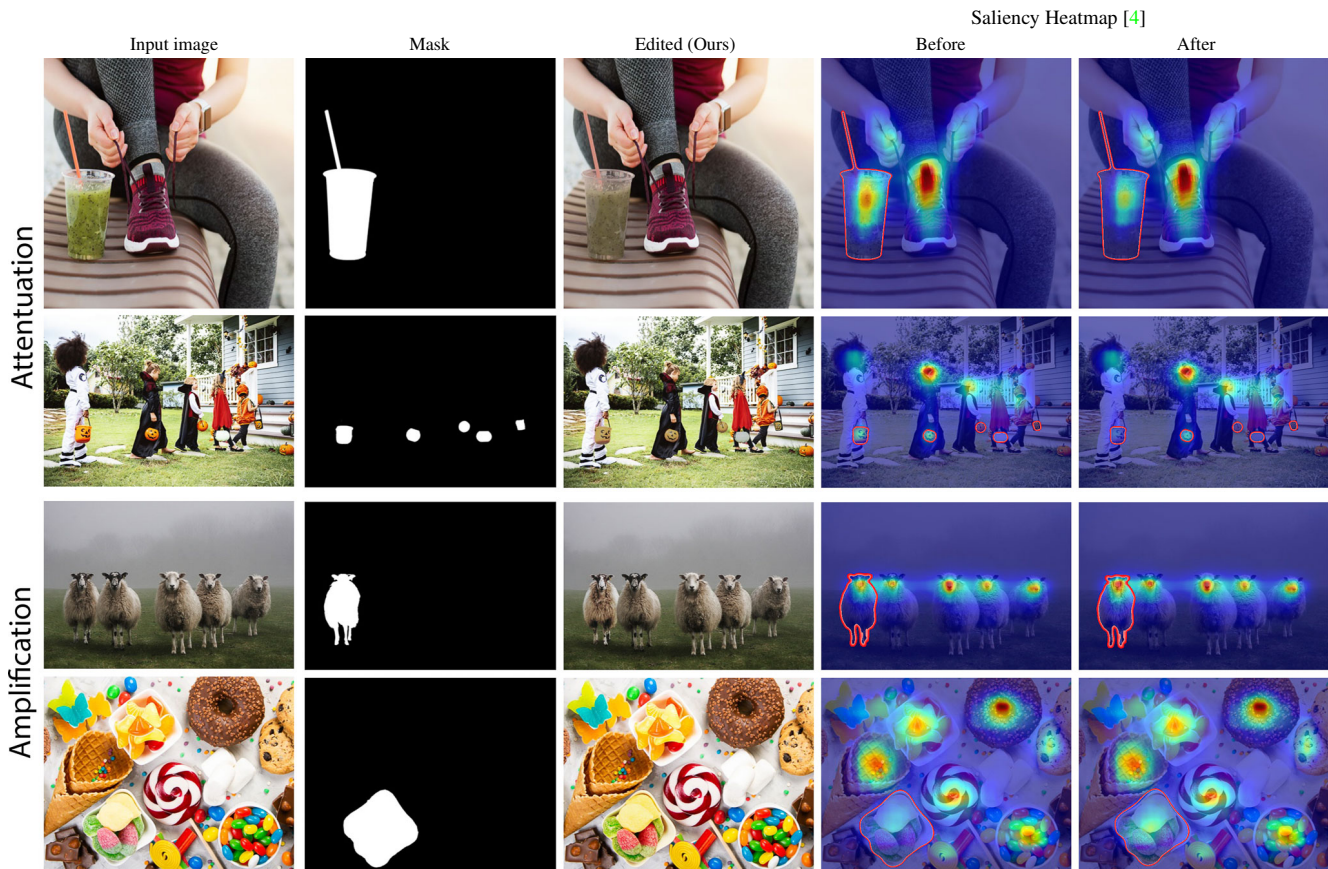 Saliency Heatmap [4]
Input image
Mask
Edited (Ours)
Before
After
Attentuation
Amplification